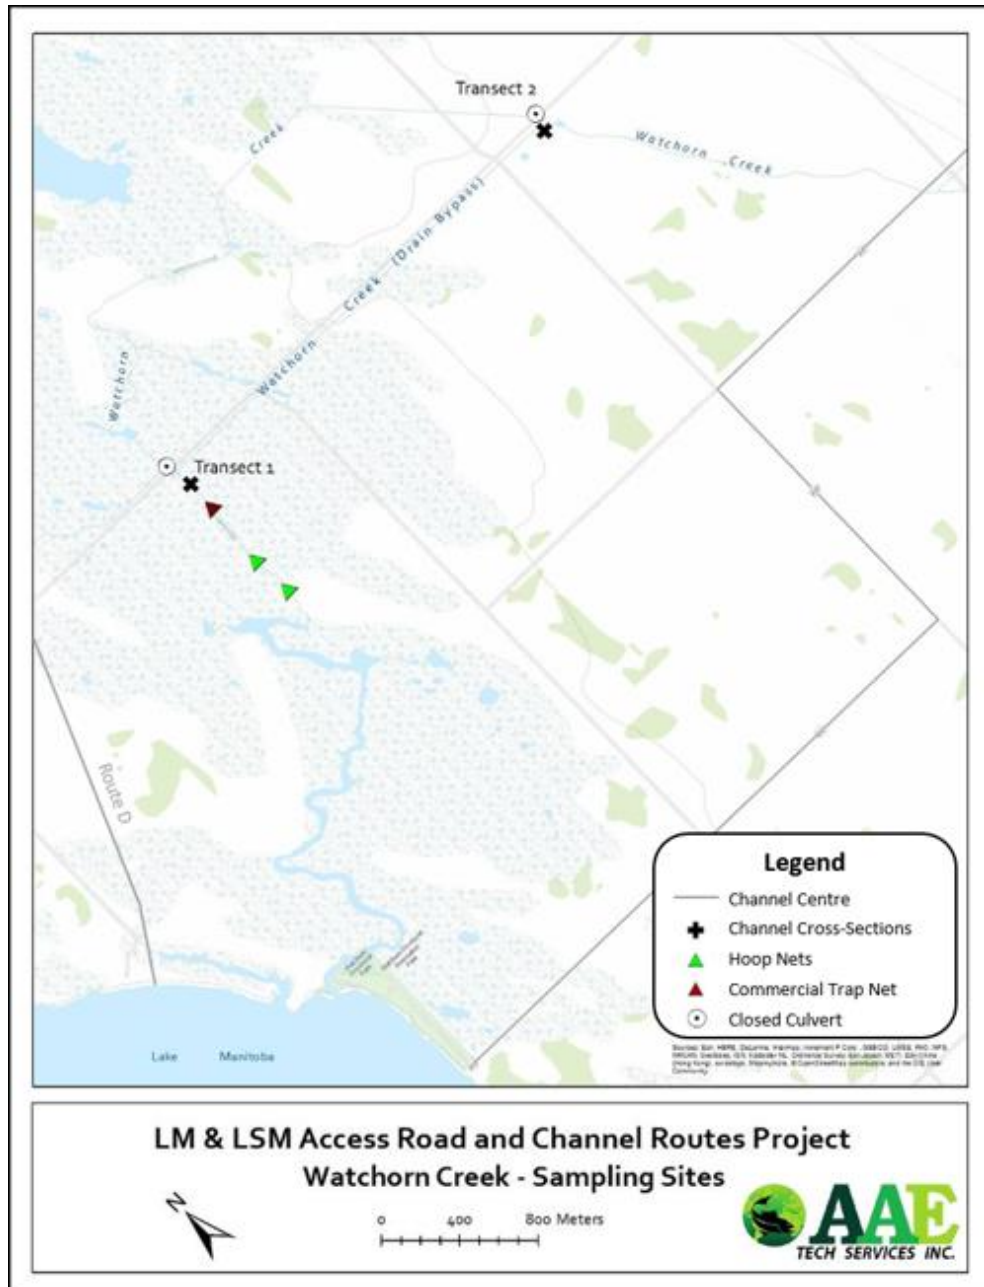 Transect 2
Creek
Watchorn Creek
Watchorn Creek (Drain Bypass)
Watchorn
Transect 1
Route D
Lake Manitoba
Legend
Channel Centre
Channel Cross-Sections
Hoop Nets
Commercial Trap Net
Closed Culvert
LM & LSM Access Road and Channel Routes Project
Watchorn Creek - Sampling Sites
N
0 400 800 Meters
AAE
TECH SERVICES INC.